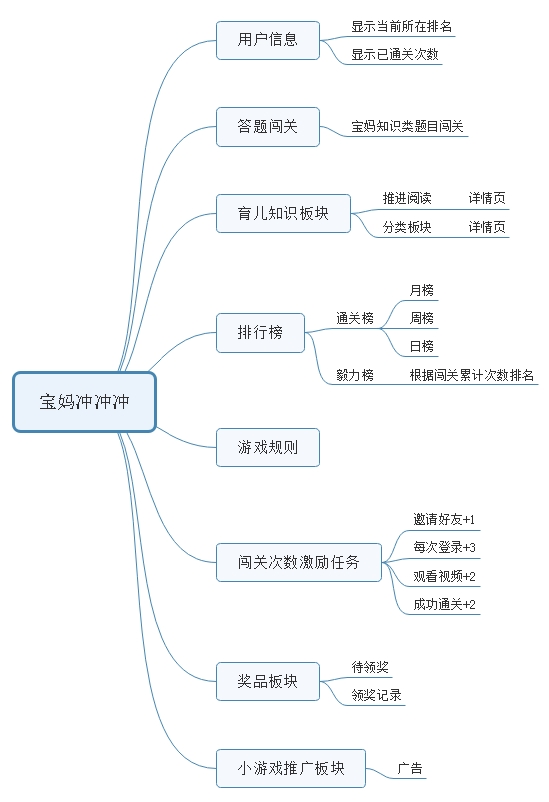 宝妈冲冲冲
用户信息
显示当前所在排名
显示已通关次数
答题闯关
宝妈知识类题目闯关
育儿知识板块
推进阅读 详情页
分类板块 详情页
排行榜
通关榜
月榜
周榜
日榜
毅力榜 根据闯关累计次数排名
游戏规则
闯关次数激励任务
邀请好友+1
每次登录+3
观看视频+2
成功通关+2
奖品板块
待领奖
领奖记录
小游戏推广板块
广告